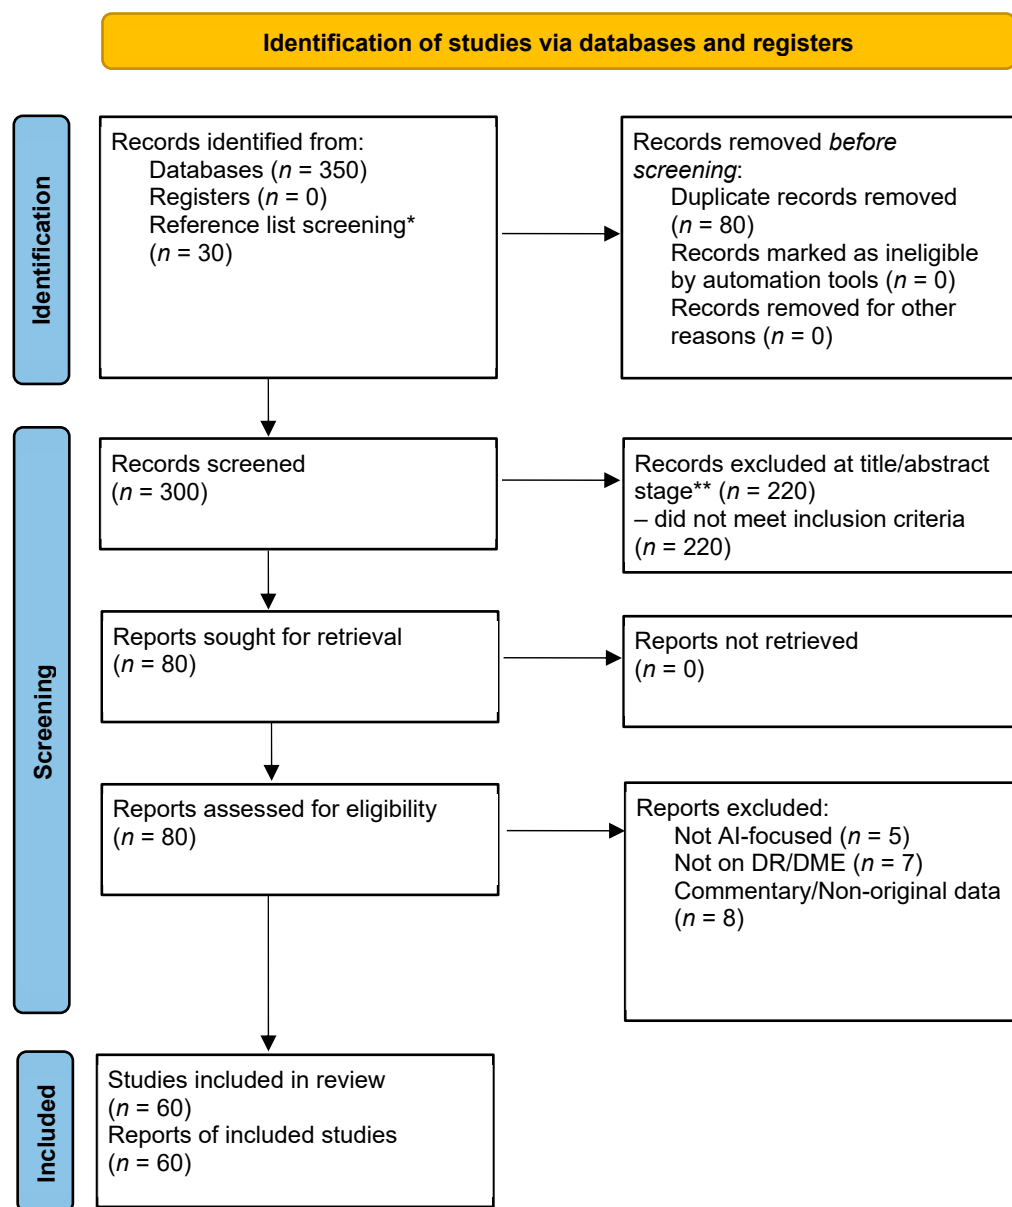 Identification of studies via databases and registers
Identification
Records identified from:
Databases (n = 350)
Registers (n = 0)
Reference list screening*
(n = 30)
Records removed before
screening:
Duplicate records removed
(n = 80)
Records marked as ineligible
by automation tools (n = 0)
Records removed for other
reasons (n = 0)
Screening
Records screened
(n = 300)
Records excluded at title/abstract
stage** (n = 220)
– did not meet inclusion criteria
(n = 220)
Reports sought for retrieval
(n = 80)
Reports not retrieved
(n = 0)
Reports assessed for eligibility
(n = 80)
Reports excluded:
Not AI-focused (n = 5)
Not on DR/DME (n = 7)
Commentary/Non-original data
(n = 8)
Included
Studies included in review
(n = 60)
Reports of included studies
(n = 60)